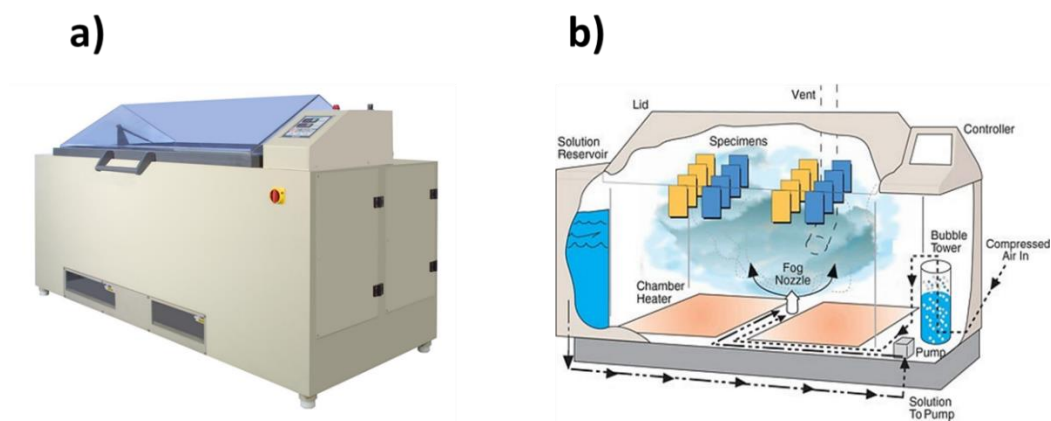 a)
b)
Vent
Lid
Controller
Solution
Reservoir
Specimens
Bubble
Tower
Compressed
Air In
Fog
Nozzle
Chamber
Heater
Pump
Solution
To Pump